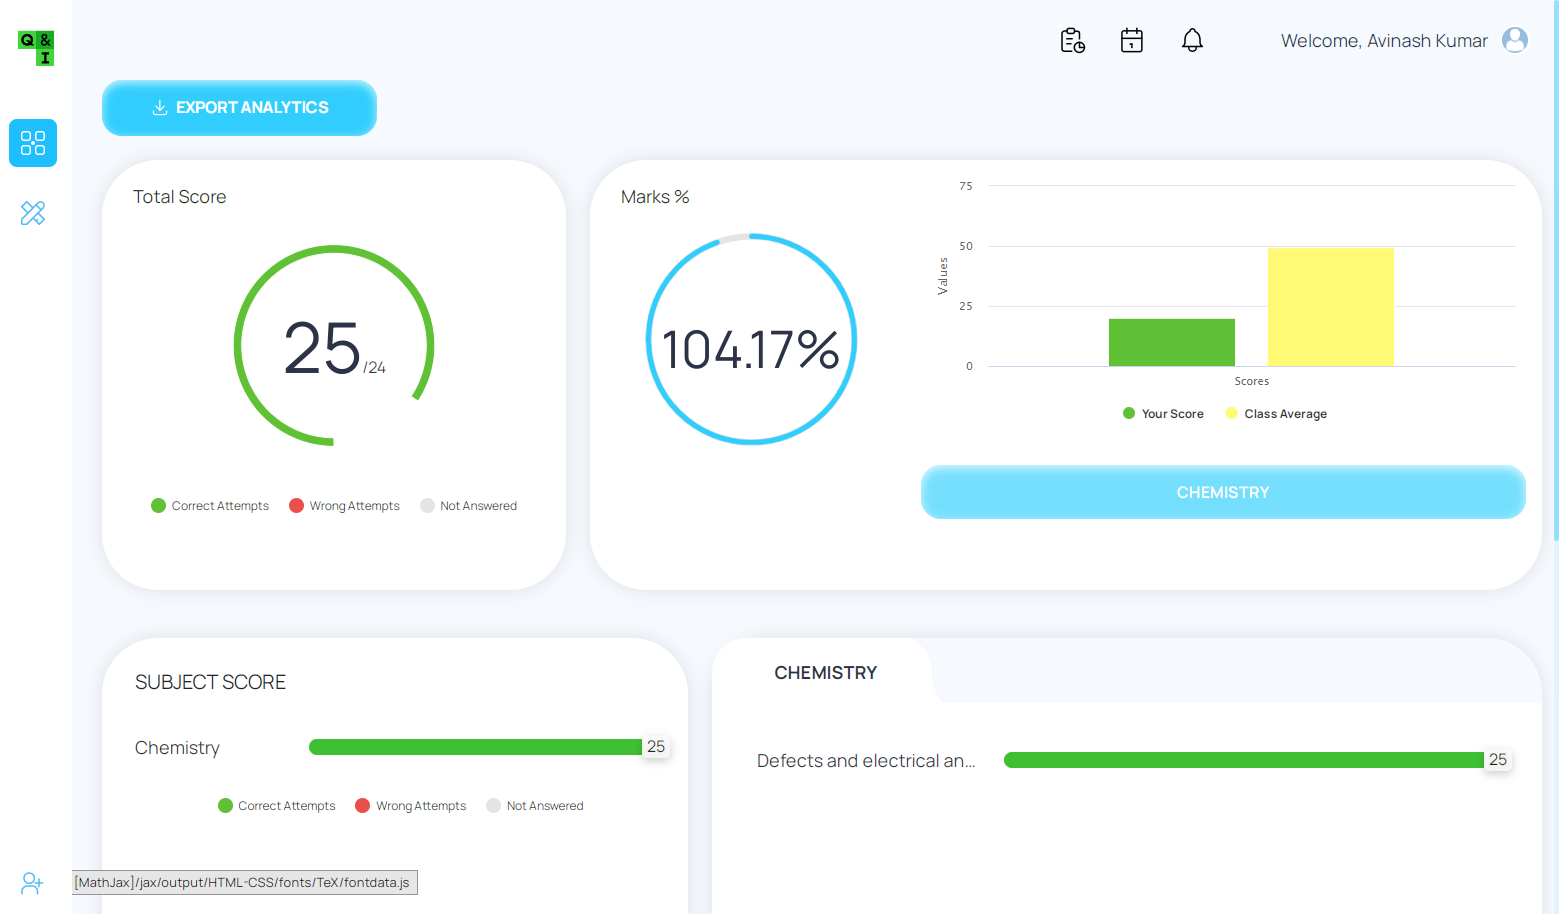 Q &
I
1
Welcome, Avinash Kumar
EXPORT ANALYTICS
Total Score
25 /24
Correct Attempts
Wrong Attempts
Not Answered
Marks %
104.17%
75
50
25
0
Values
Scores
Your Score
Class Average
CHEMISTRY
SUBJECT SCORE
Chemistry
25
Correct Attempts
Wrong Attempts
Not Answered
CHEMISTRY
Defects and electrical an...
25
[MathJax]/jax/output/HTML-CSS/fonts/TeX/fontdata.js